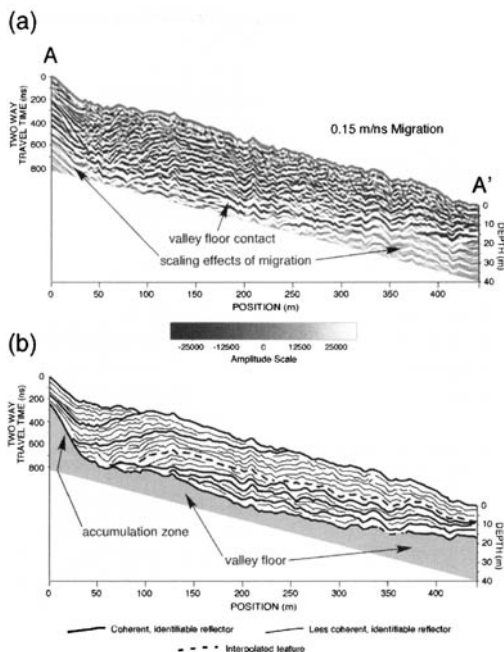 (a)
A
0
200
400
600
800
TWO WAY
TRAVEL TIME (ns)
0.15 m/ns Migration
A'
valley floor contact
scaling effects of migration
0
10
20
30
40
DEPTH
(m)
0 50 100 150 200 250 300 350 400
POSITION (m)
-25000 -12500 0 12500 25000
Amplitude Scale
(b)
0
200
400
600
800
TWO WAY
TRAVEL TIME (ns)
accumulation zone
valley floor
0
10
20
30
40
DEPTH
(m)
0 50 100 150 200 250 300 350 400
POSITION (m)
Coherent, identifiable reflector Less coherent, identifiable reflector
Interpolated feature